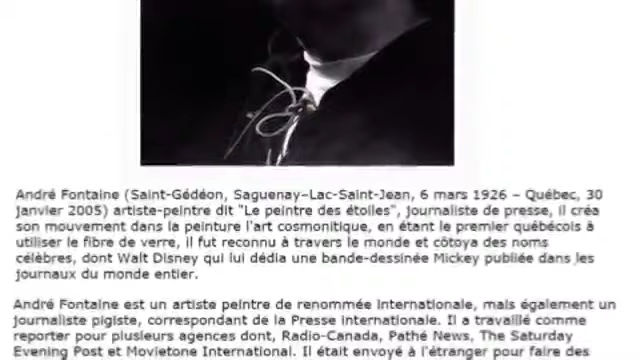 André Fontaine (Saint-Gédéon, Saguenay–Lac-Saint-Jean, 6 mars 1926 – Québec, 30
janvier 2005) artiste-peintre dit "Le peintre des étoiles", journaliste de presse, il créa
son mouvement dans la peinture l'art cosmonitique, en étant le premier québécois à
utiliser le fibre de verre, il fut reconnu à travers le monde et côtoya des noms
célèbres, dont Walt Disney qui lui dédia une bande-dessinée Mickey publiée dans les
journaux du monde entier.
André Fontaine est un artiste peintre de renommée internationale, mais également un
journaliste pigiste, correspondant de la Presse internationale. Il a travaillé comme
reporter pour plusieurs agences dont, Radio-Canada, Pathé News, The Saturday
Evening Post et Movietone International. Il était envoyé à l'étranger pour faire des